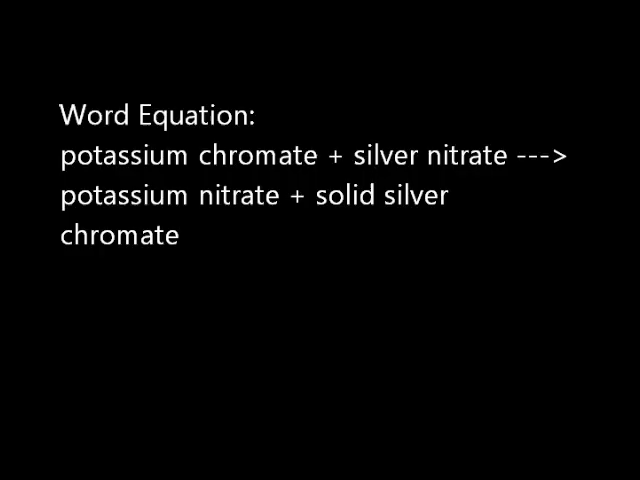 Word Equation:
potassium chromate + silver nitrate --->
potassium nitrate + solid silver
chromate